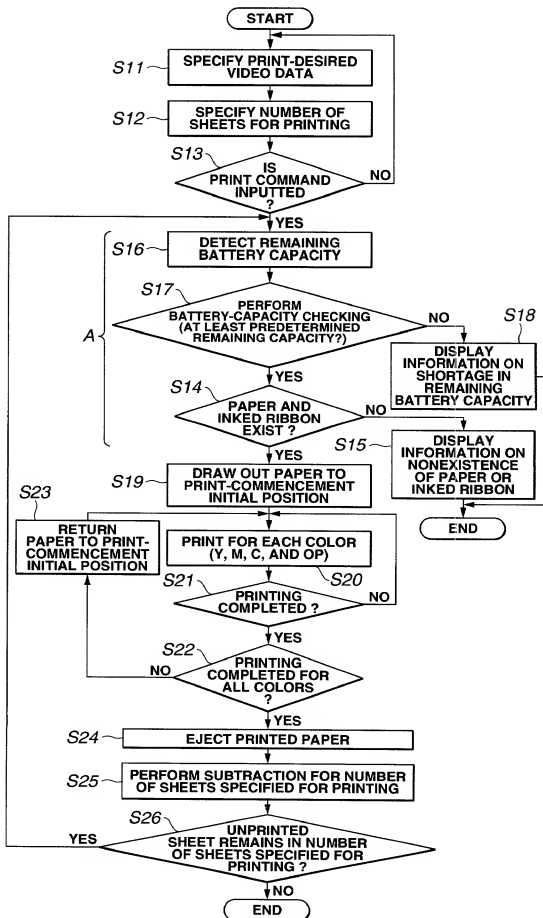 START
S11
SPECIFY PRINT-DESIRED
VIDEO DATA
S12
SPECIFY NUMBER OF
SHEETS FOR PRINTING
S13
IS
PRINT COMMAND
INPUTTED
?
NO
YES
S16
DETECT REMAINING
BATTERY CAPACITY
A
S17
PERFORM
BATTERY-CAPACITY CHECKING
(AT LEAST PREDETERMINED
REMAINING CAPACITY?)
NO
YES
S18
DISPLAY
INFORMATION ON
SHORTAGE IN
REMAINING
BATTERY CAPACITY
S14
PAPER AND
INKED RIBBON
EXIST ?
NO
YES
S15
DISPLAY
INFORMATION ON
NONEXISTENCE
OF PAPER OR
INKED RIBBON
END
S19
DRAW OUT PAPER TO
PRINT-COMMENCEMENT
INITIAL POSITION
S23
RETURN
PAPER TO PRINT-
COMMENCEMENT
INITIAL POSITION
PRINT FOR EACH COLOR
(Y, M, C, AND OP)
S20
S21
PRINTING
COMPLETED ?
NO
YES
S22
PRINTING
COMPLETED FOR
ALL COLORS
?
NO
YES
S24
EJECT PRINTED PAPER
S25
PERFORM SUBTRACTION FOR NUMBER
OF SHEETS SPECIFIED FOR PRINTING
S26
UNPRINTED
SHEET REMAINS IN NUMBER
OF SHEETS SPECIFIED FOR
PRINTING ?
YES
NO
END